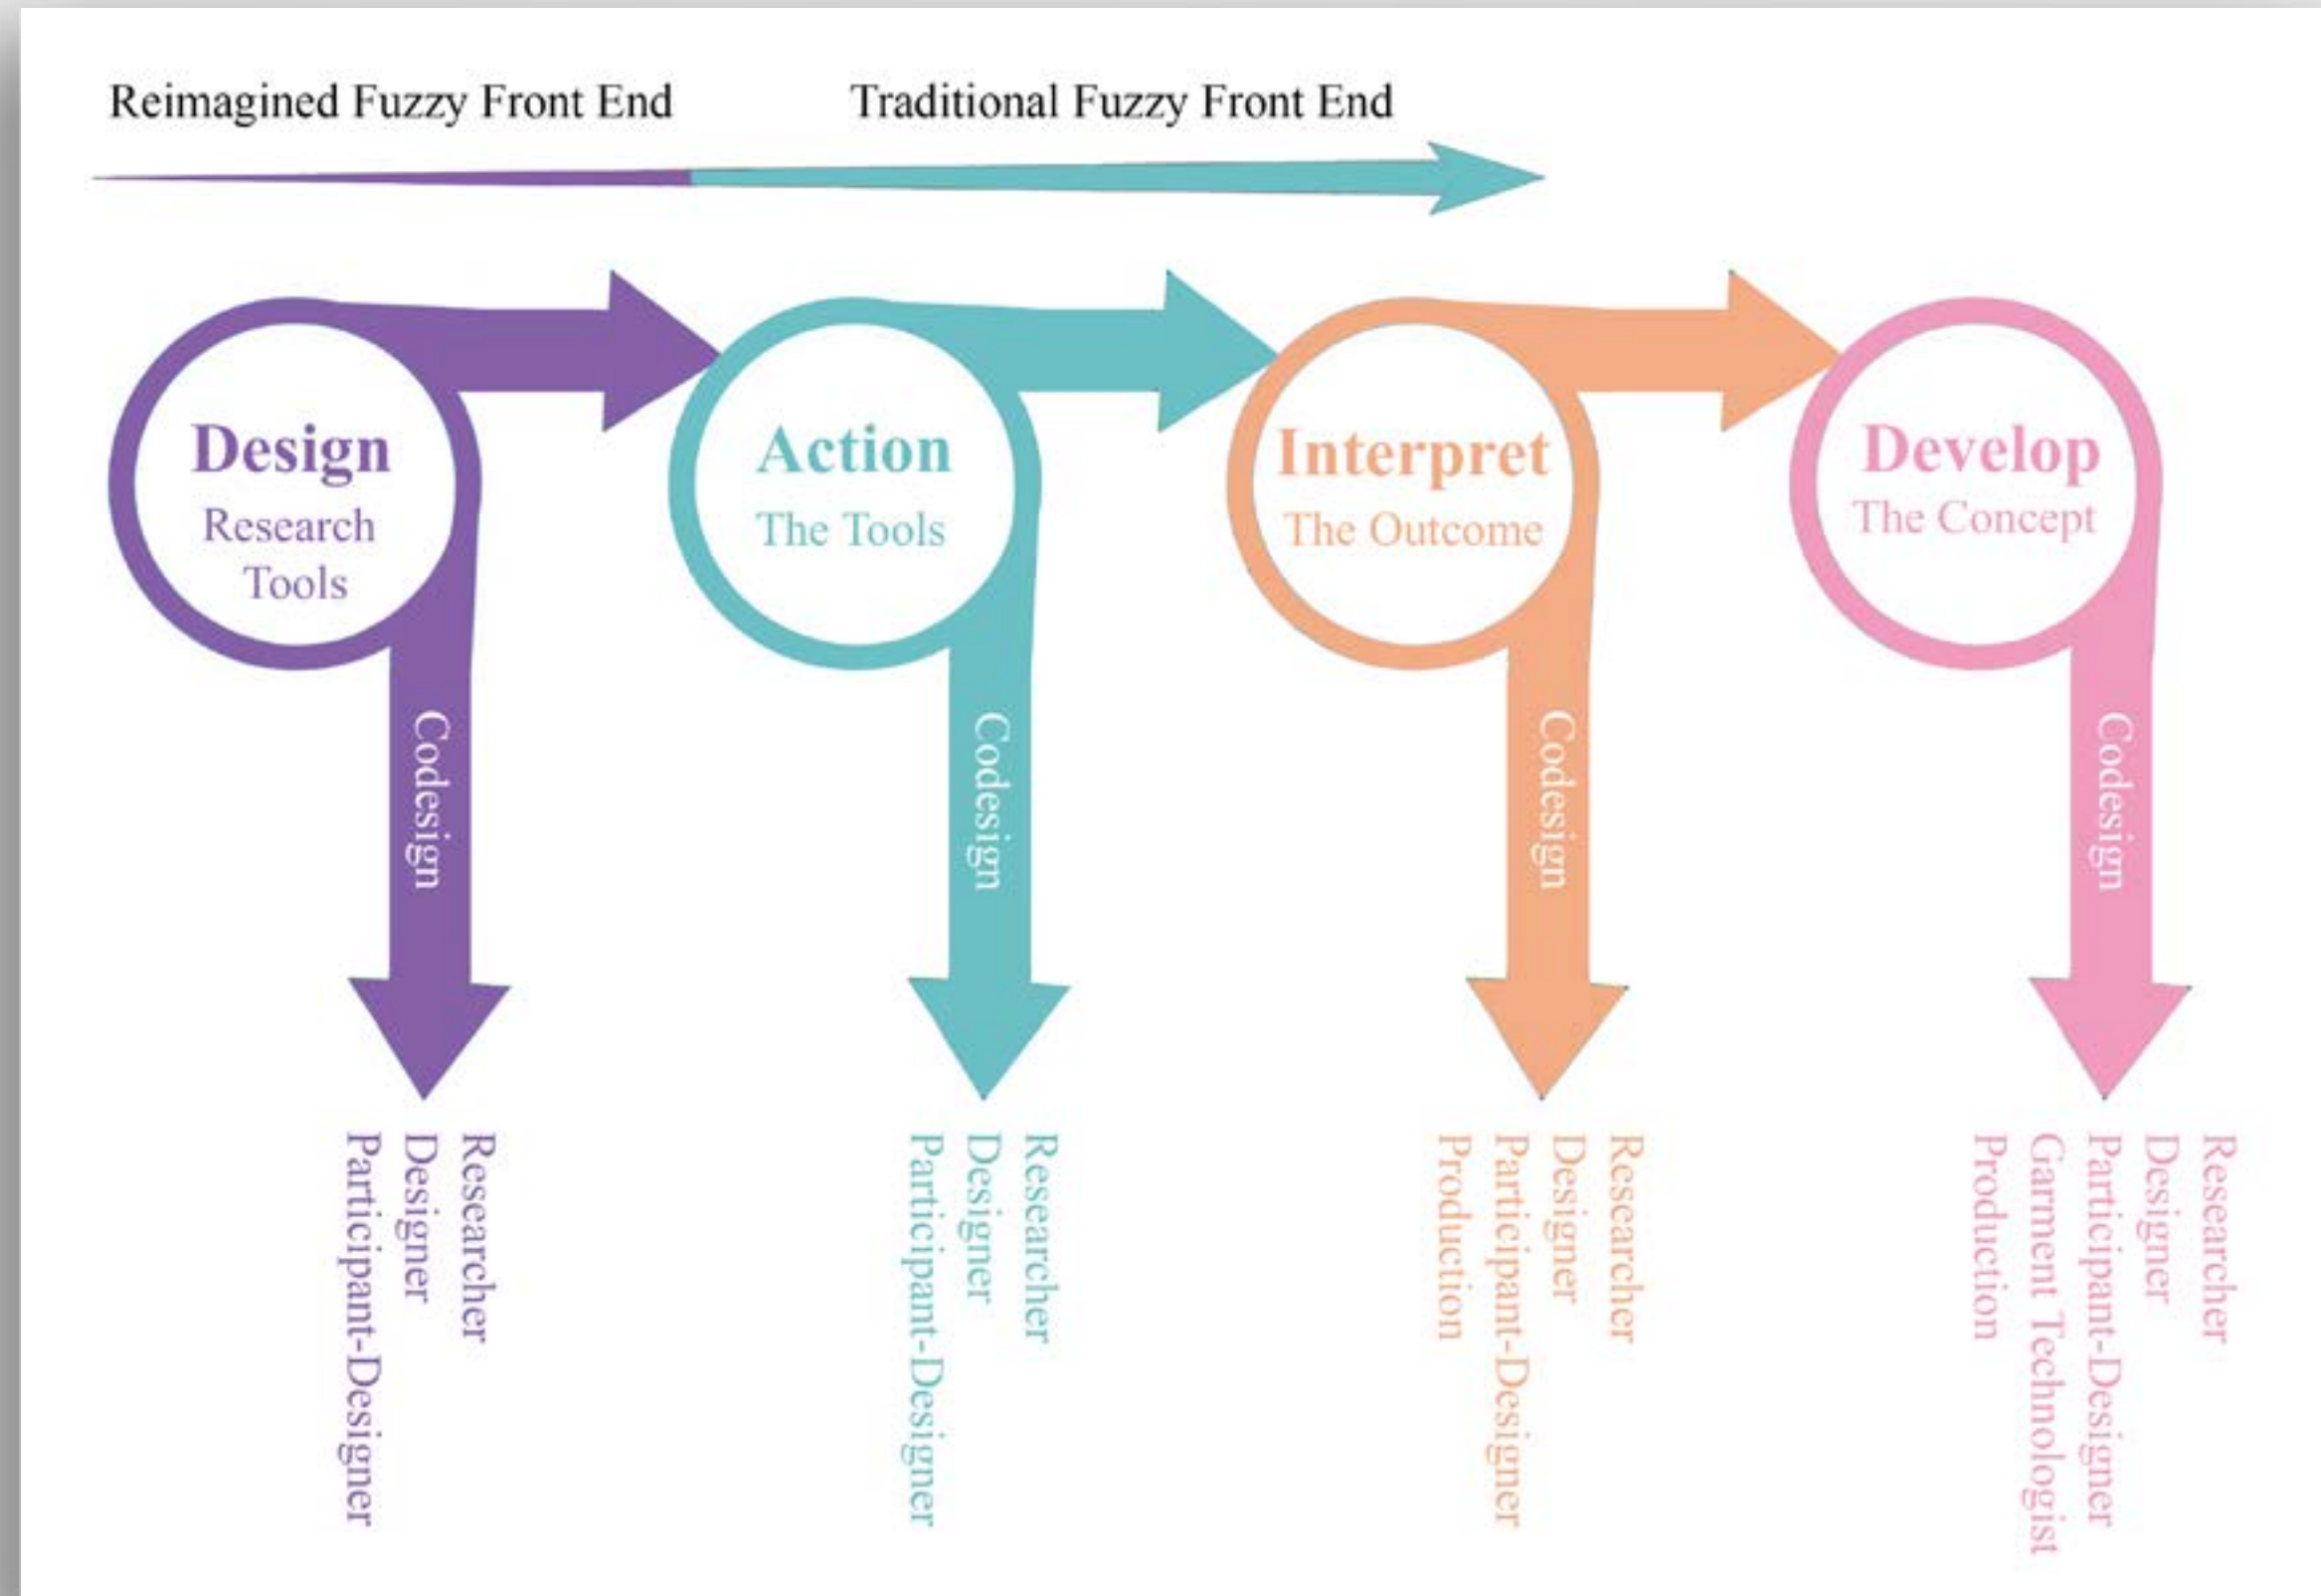 Reimagined Fuzzy Front End
Traditional Fuzzy Front End
Design
Research
Tools
Action
The Tools
Interpret
The Outcome
Develop
The Concept
Codesign
Codesign
Codesign
Codesign
Researcher
Designer
Participant-Designer
Researcher
Designer
Participant-Designer
Researcher
Designer
Participant-Designer
Production
Researcher
Designer
Participant-Designer
Garment Technologist
Production